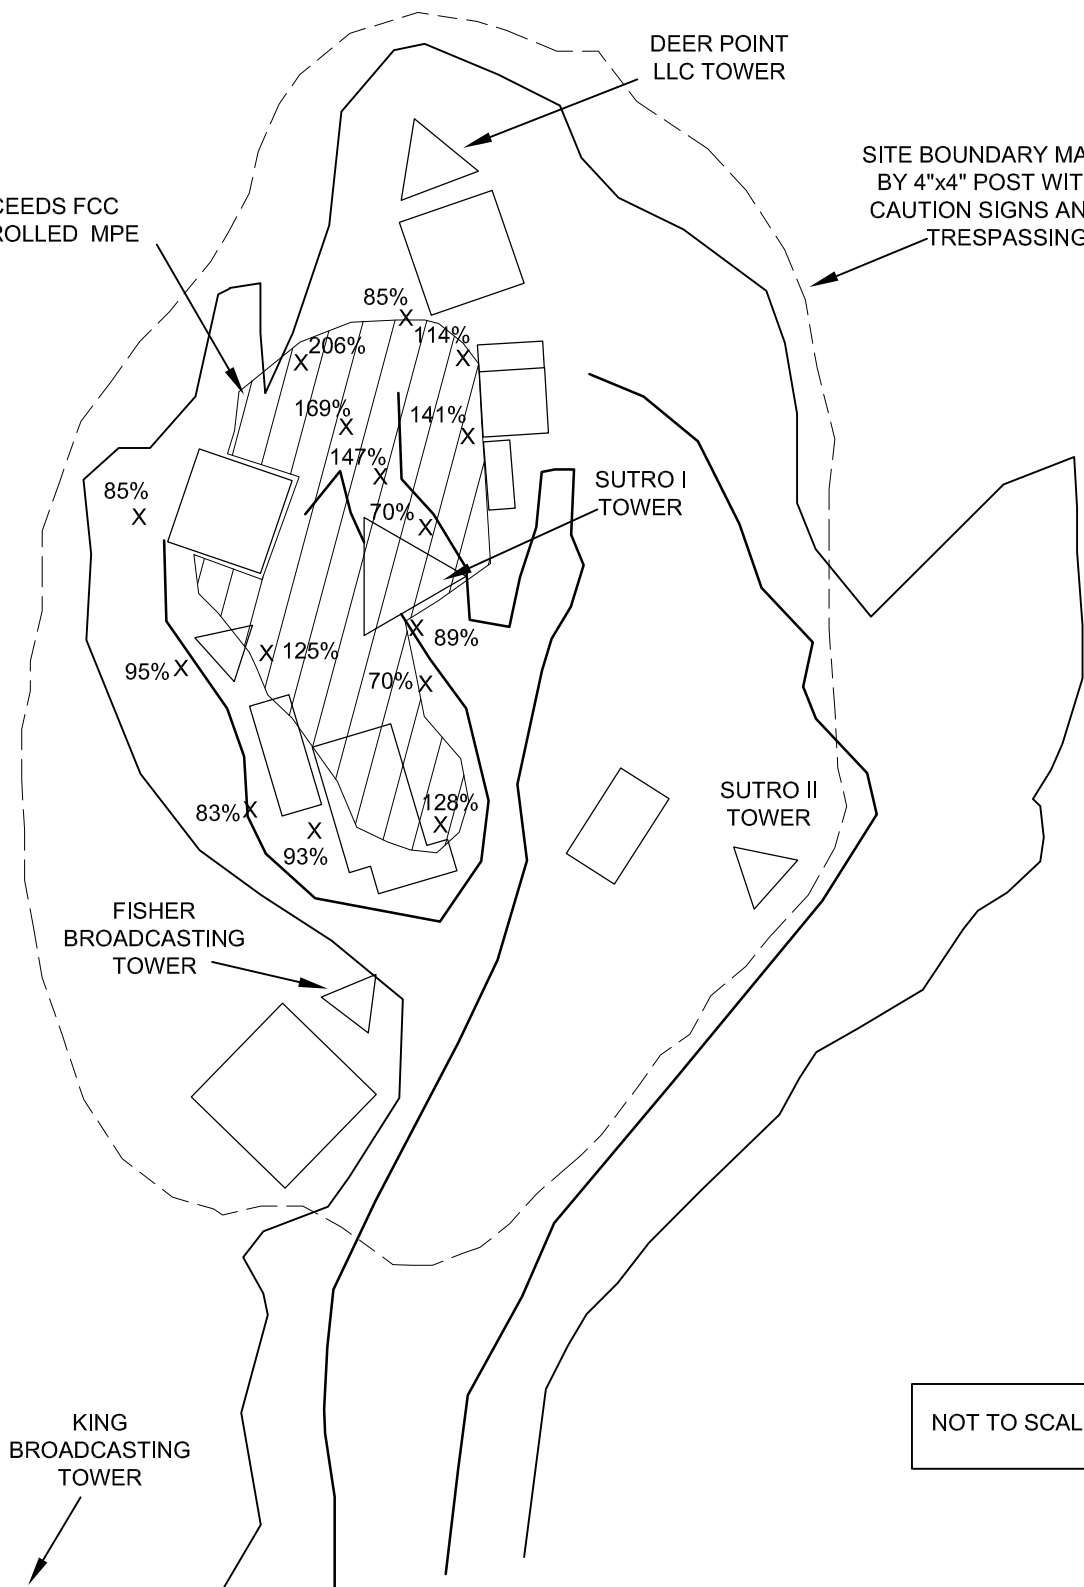 DEER POINT
LLC TOWER
SITE BOUNDARY MA
BY 4"x4" POST WIT
CAUTION SIGNS AN
TRESPASSING
CEEDS FCC
ROLLED MPE
85%
114%
206%
169%
141%
147%
85%
70%
SUTRO I
TOWER
89%
125%
95%
70%
SUTRO II
TOWER
128%
83%
93%
FISHER
BROADCASTING
TOWER
KING
BROADCASTING
TOWER
NOT TO SCAL